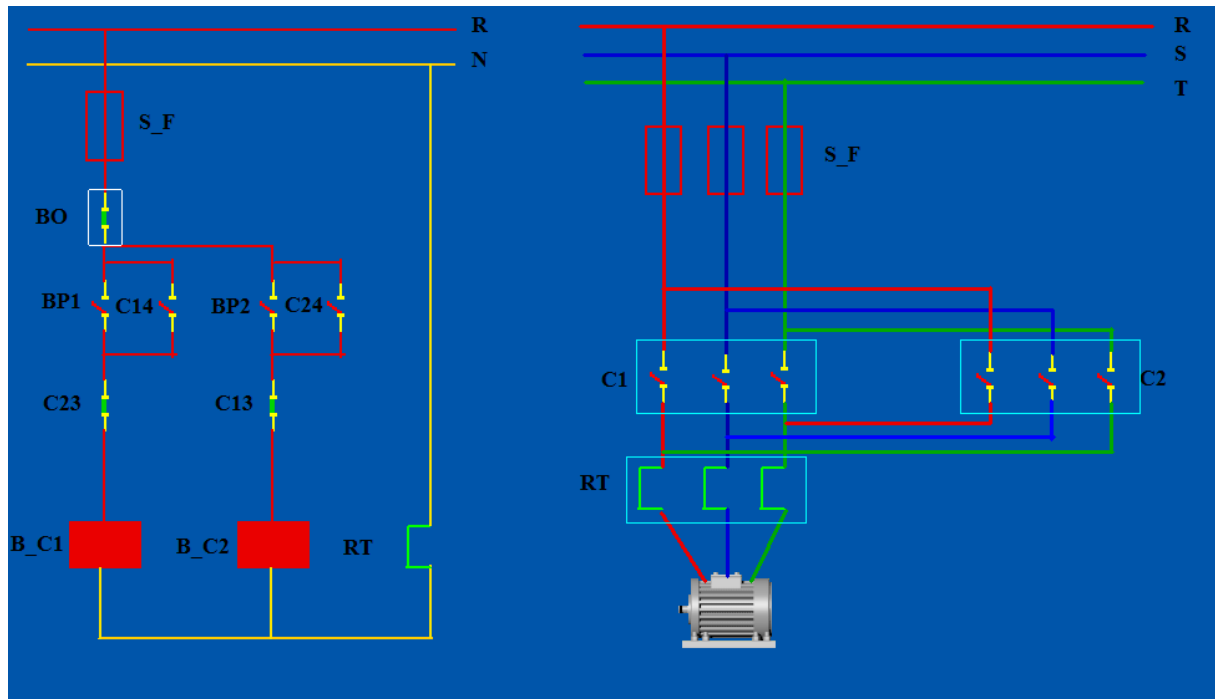 R
N
S_F
BO
BP1
C14
BP2
C24
C23
C13
B_C1
B_C2
RT
R
S
T
S_F
C1
C2
RT